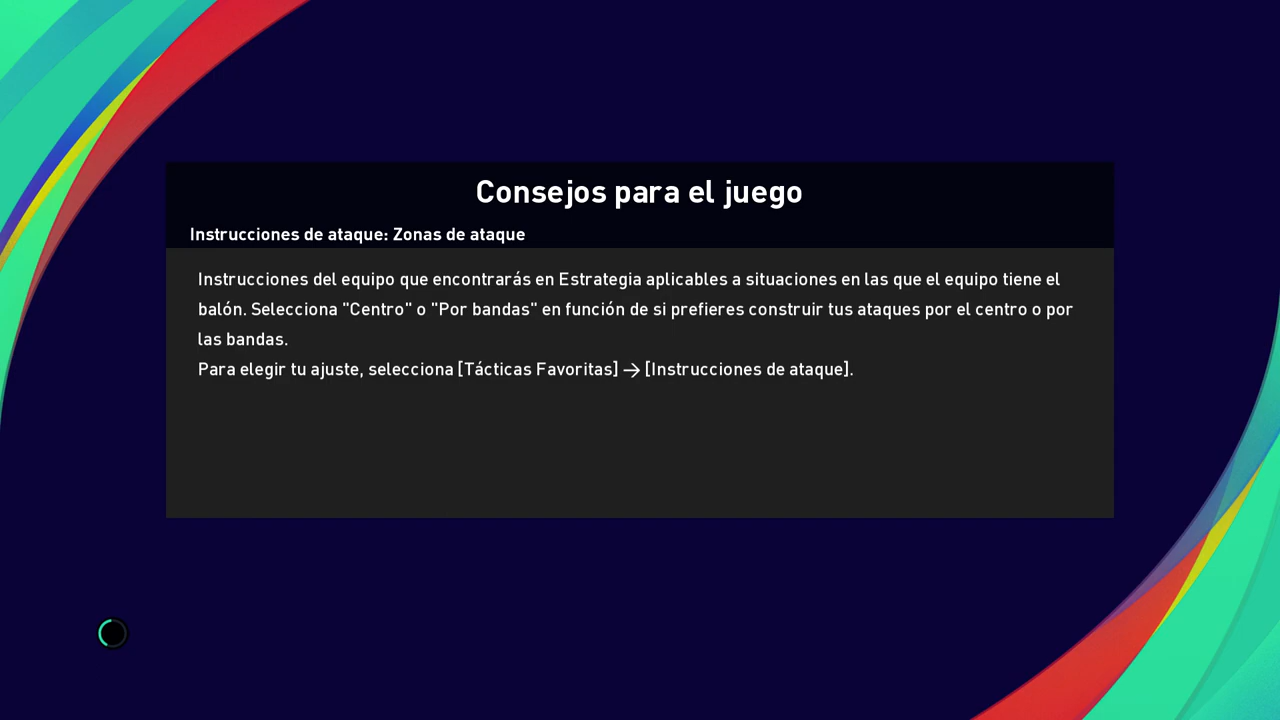 Consejos para el juego
Instrucciones de ataque: Zonas de ataque
Instrucciones del equipo que encontrarás en Estrategia aplicables a situaciones en las que el equipo tiene el
balón. Selecciona "Centro" o "Por bandas" en función de si prefieres construir tus ataques por el centro o por
las bandas.
Para elegir tu ajuste, selecciona [Tácticas Favoritas] → [Instrucciones de ataque].